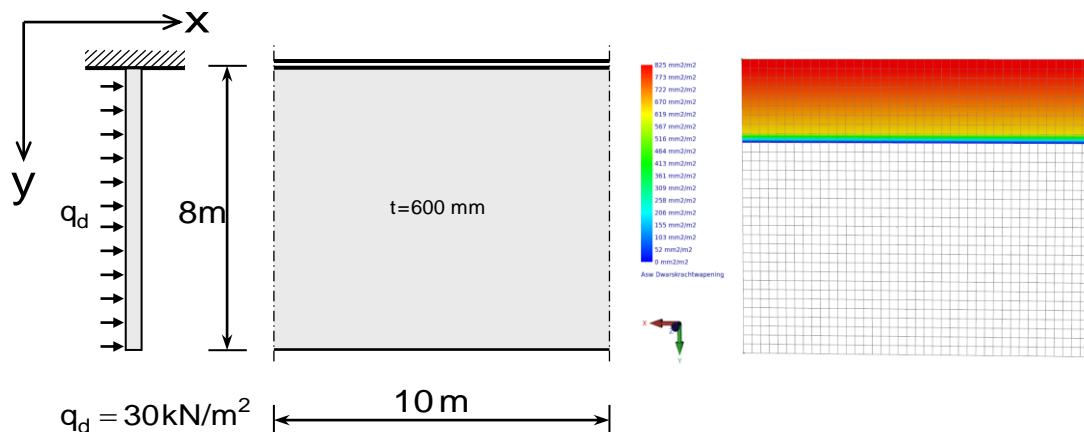 x
y
q_d
8m
t=600 mm
q_d = 30kN/m²
10m
825 mm2/m2
773 mm2/m2
722 mm2/m2
670 mm2/m2
619 mm2/m2
567 mm2/m2
516 mm2/m2
464 mm2/m2
413 mm2/m2
361 mm2/m2
309 mm2/m2
258 mm2/m2
206 mm2/m2
155 mm2/m2
103 mm2/m2
52 mm2/m2
0 mm2/m2
Asw Dwarskrachtwapening
X
Z
Y